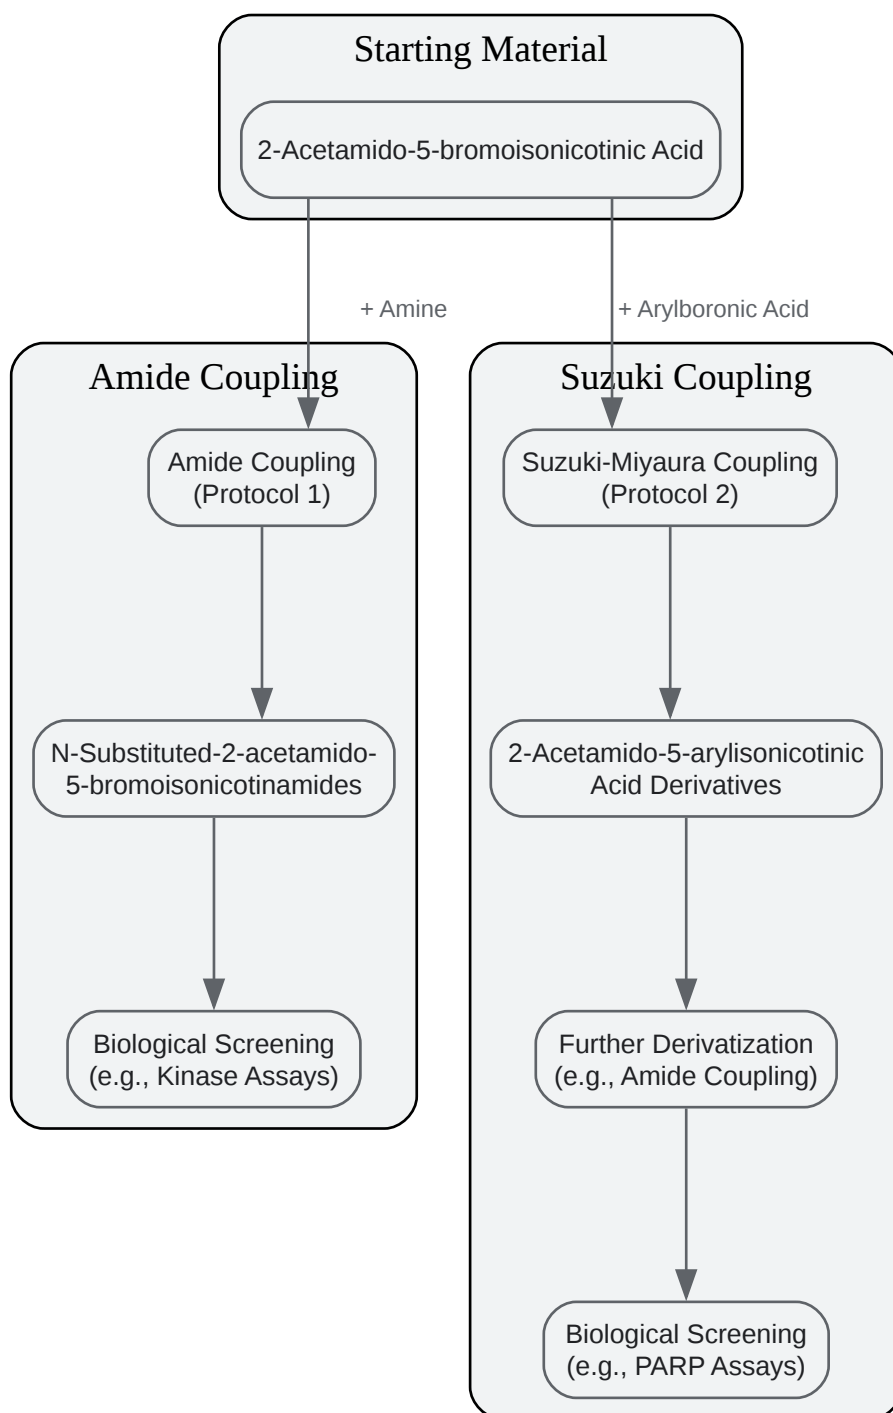 Starting Material
2-Acetamido-5-bromoisonicotinic Acid
+ Amine
+ Arylboronic Acid
Amide Coupling
Amide Coupling
(Protocol 1)
N-Substituted-2-acetamido-
5-bromoisonicotinamides
Biological Screening
(e.g., Kinase Assays)
Suzuki Coupling
Suzuki-Miyaura Coupling
(Protocol 2)
2-Acetamido-5-arylisonicotinic
Acid Derivatives
Further Derivatization
(e.g., Amide Coupling)
Biological Screening
(e.g., PARP Assays)